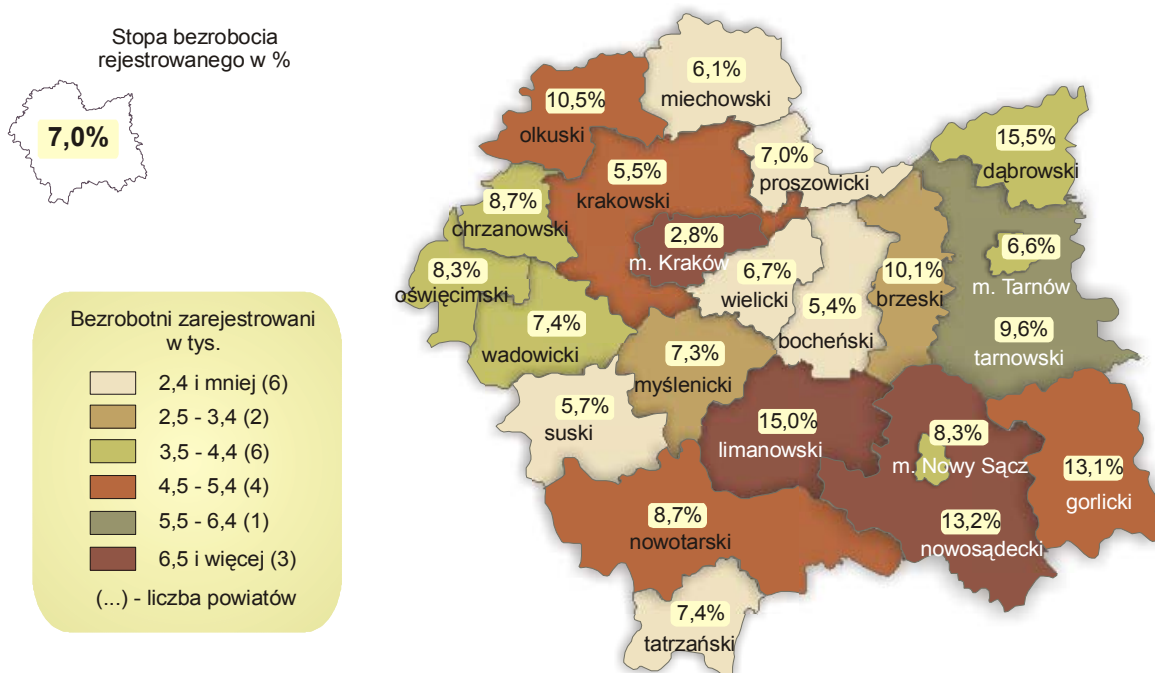 Stopa bezrobocia
rejestrowanego w %
7,0%
Bezrobotni zarejestrowani
w tys.
2,4 i mniej (6)
2,5 - 3,4 (2)
3,5 - 4,4 (6)
4,5 - 5,4 (4)
5,5 - 6,4 (1)
6,5 i więcej (3)
(...) - liczba powiatów
6,1%
miechowski
10,5%
olkuski
7,0%
proszowicki
15,5%
dąbrowski
5,5%
krakowski
8,7%
chrzanowski
2,8%
m. Kraków
6,6%
m. Tarnów
8,3%
oświęcimski
6,7%
wielicki
10,1%
brzeski
5,4%
bocheński
9,6%
tarnowski
7,4%
wadowicki
7,3%
myślenicki
5,7%
suski
15,0%
limanowski
8,3%
m. Nowy Sącz
13,1%
gorlicki
8,7%
nowotarski
13,2%
nowosądecki
7,4%
tatrzański